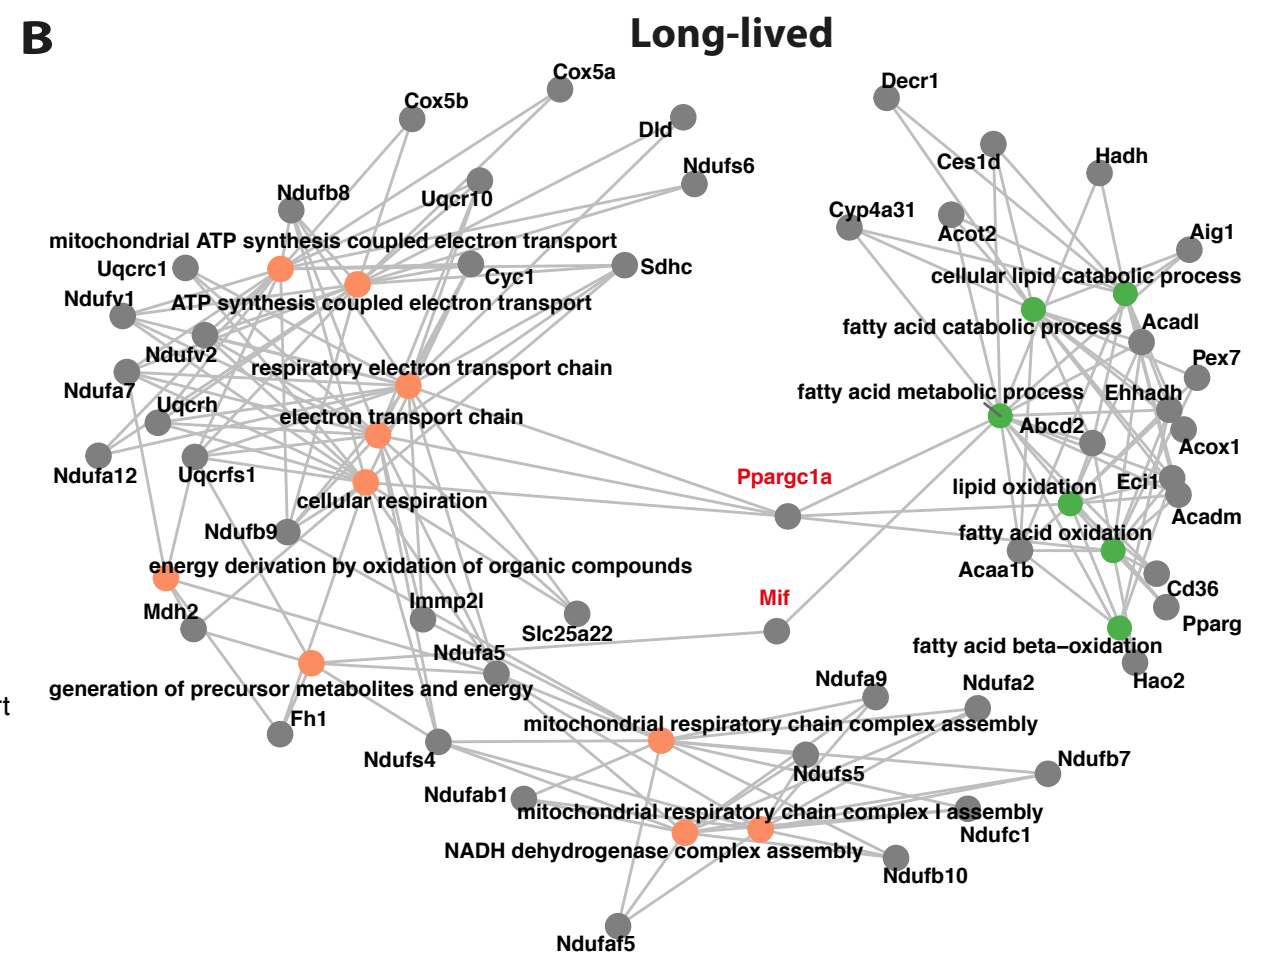 B
Long-lived
Cox5a
Decr1
Cox5b
Dld
Ces1d
Hadh
Ndufs6
Ndufb8
Uqcr10
Cyp4a31
Acot2
Aig1
mitochondrial ATP synthesis coupled electron transport
Uqcrc1
Cyc1
Sdhc
cellular lipid catabolic process
Ndufv1
ATP synthesis coupled electron transport
fatty acid catabolic process
Acadl
Ndufv2
Pex7
respiratory electron transport chain
Ndufa7
fatty acid metabolic process
Ehhadh
Uqcrh
electron transport chain
Abcd2
Acox1
Ndufa12
Uqcrfs1
Ppargc1a
Eci1
lipid oxidation
cellular respiration
Acadm
Ndufb9
fatty acid oxidation
energy derivation by oxidation of organic compounds
Acaa1b
Cd36
Mdh2
Immp2l
Mif
Slc25a22
Pparg
Ndufa5
fatty acid beta−oxidation
Hao2
generation of precursor metabolites and energy
Ndufa9
Ndufa2
rt
Fh1
mitochondrial respiratory chain complex assembly
Ndufs4
Ndufs5
Ndufb7
Ndufab1
mitochondrial respiratory chain complex I assembly
Ndufc1
NADH dehydrogenase complex assembly
Ndufb10
Ndufaf5